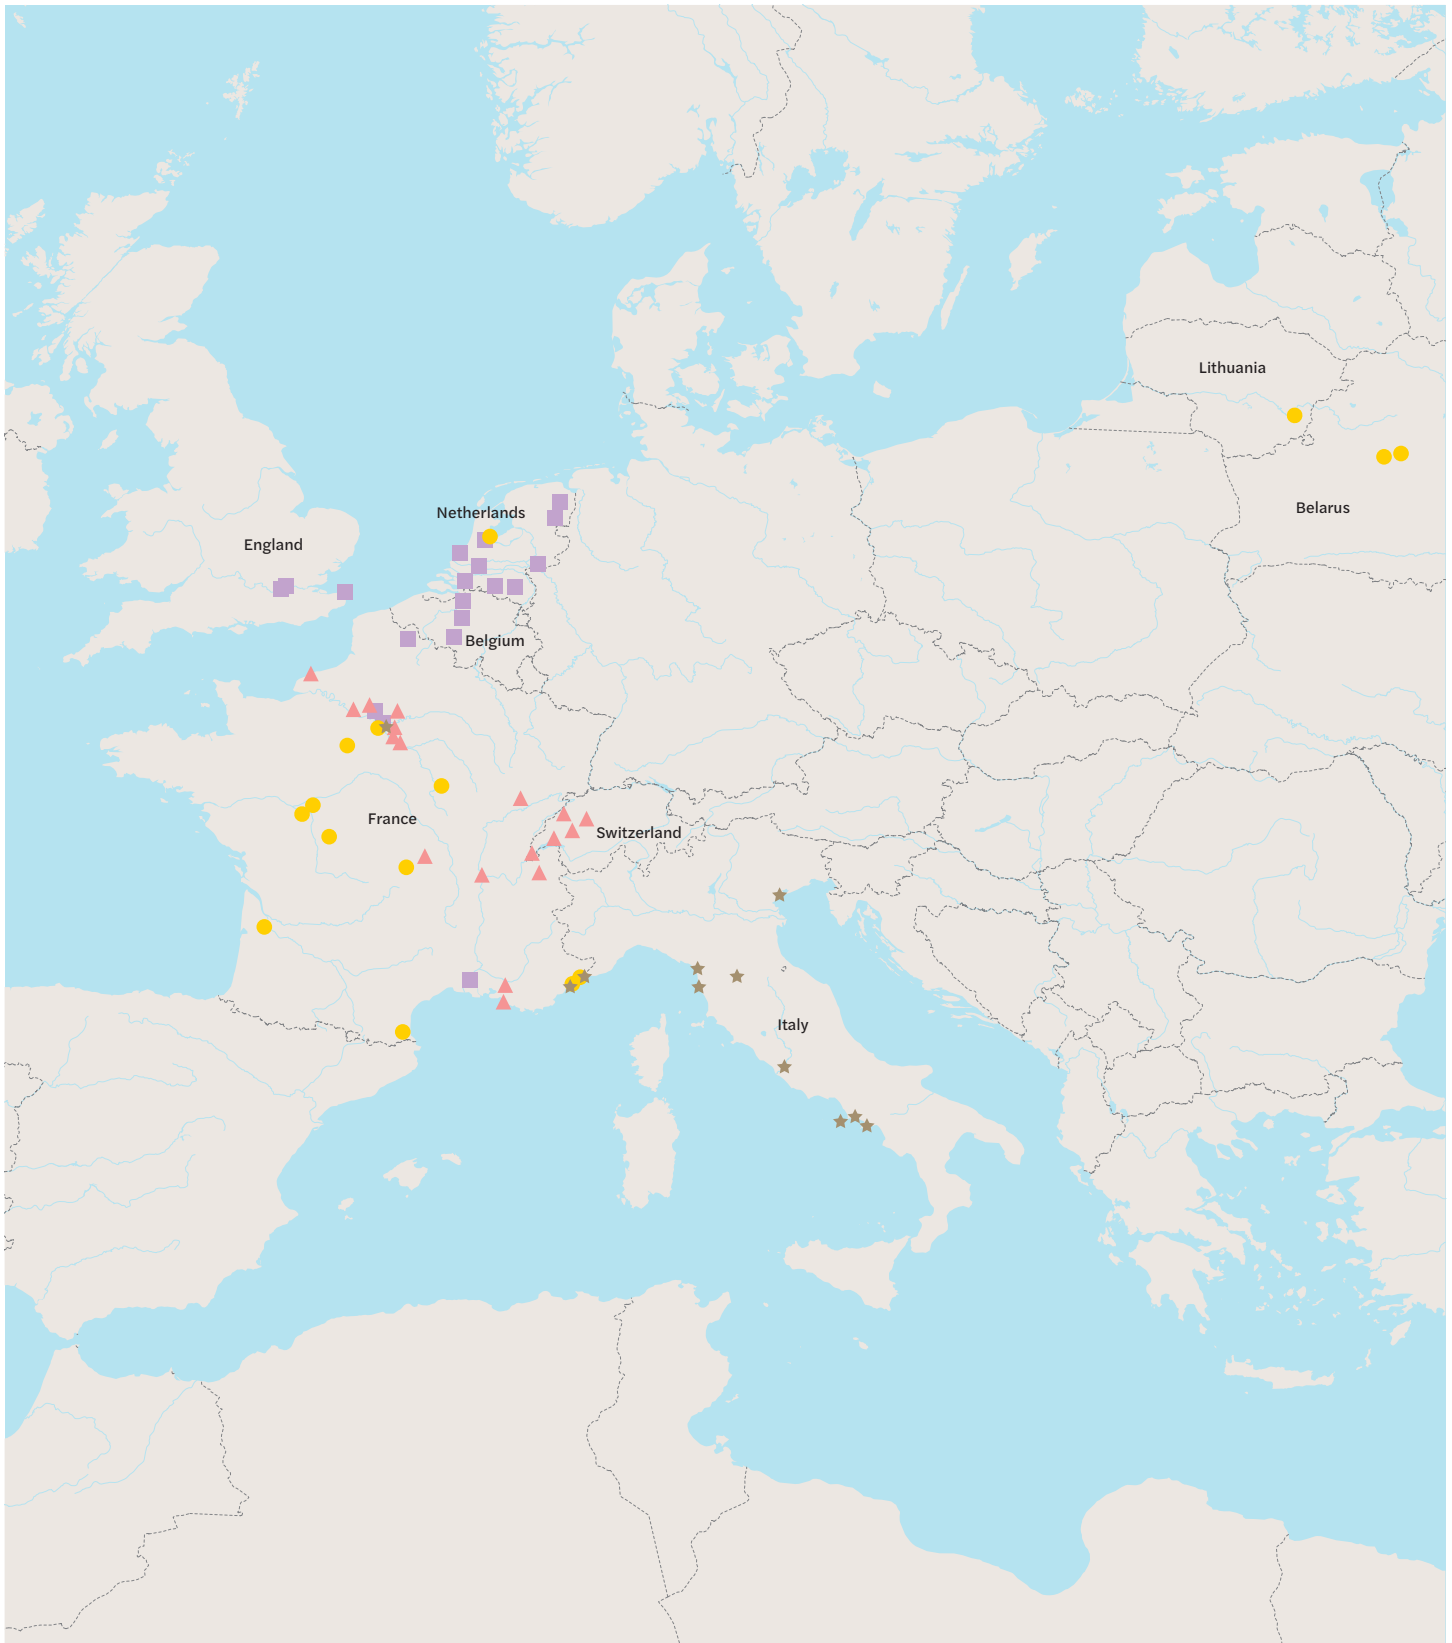 Lithuania
Belarus
Netherlands
England
Belgium
France
Switzerland
Italy